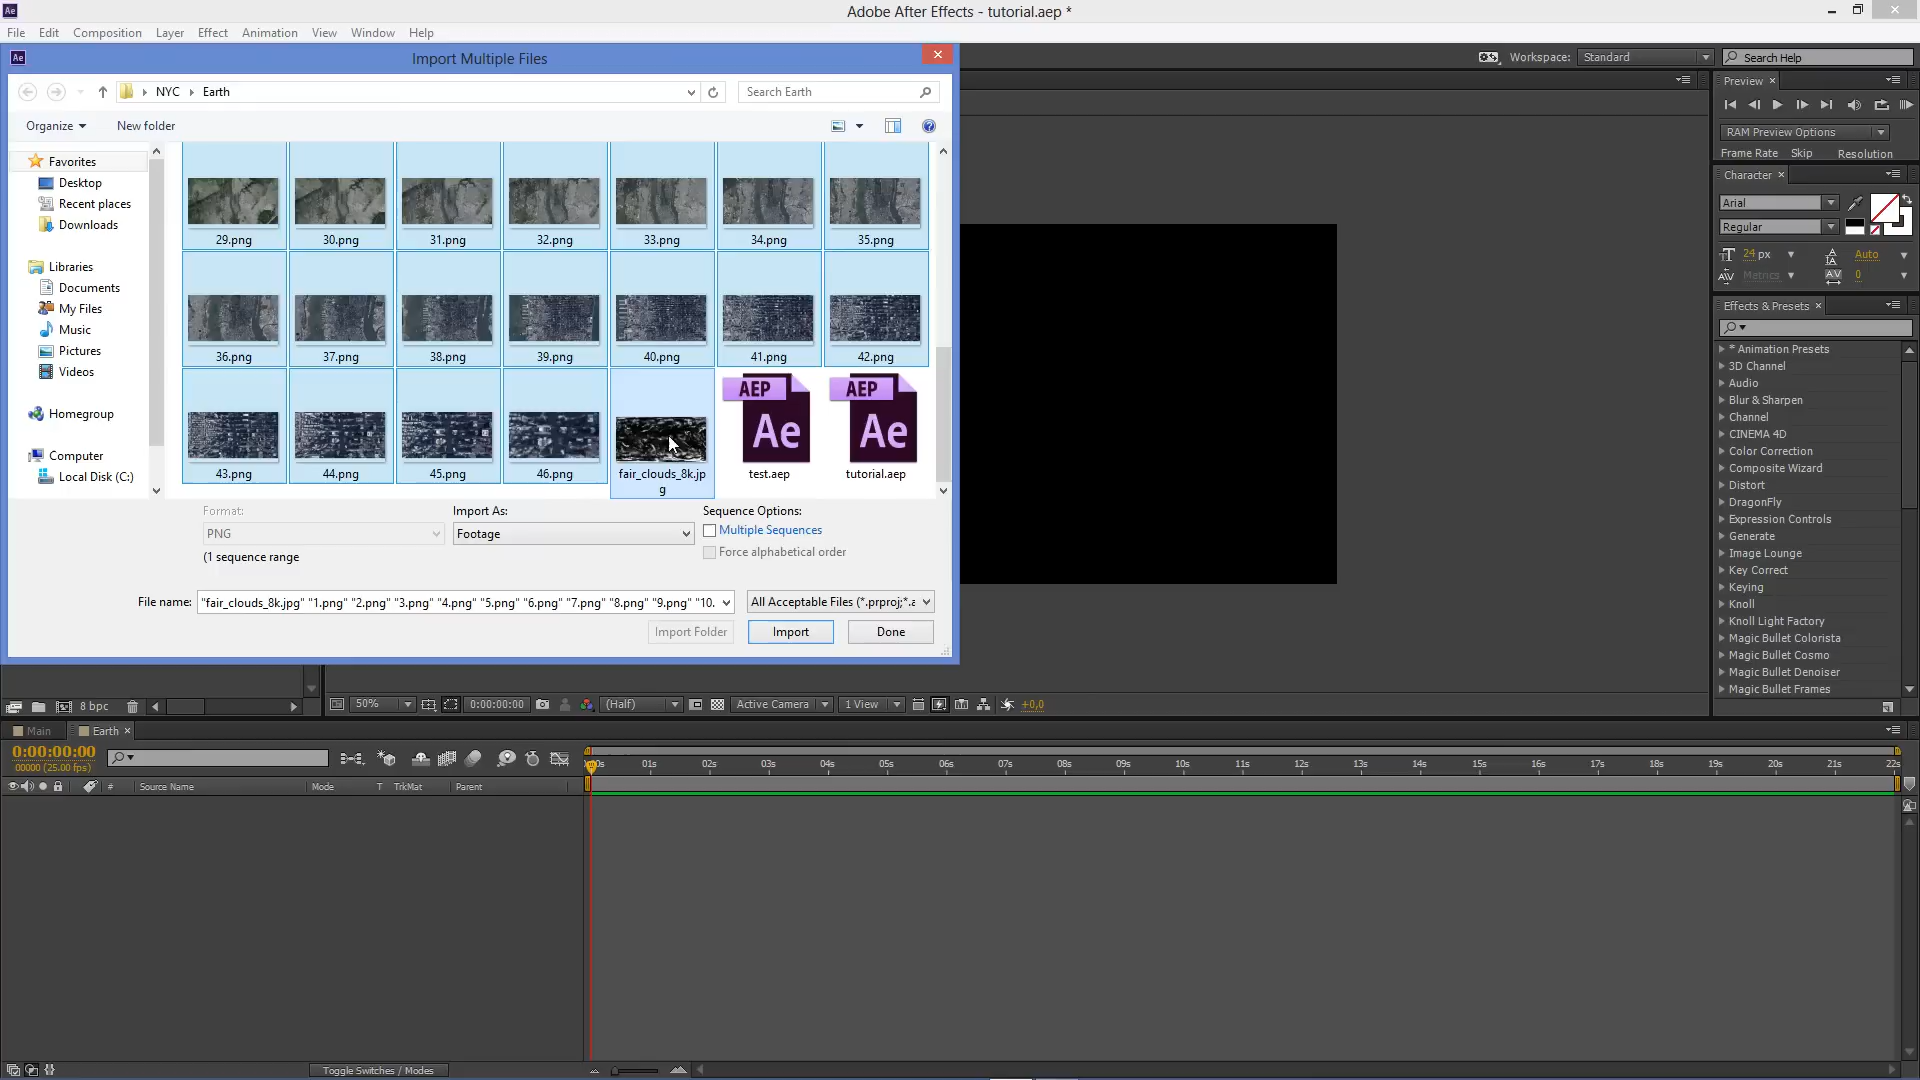 Ae
Adobe After Effects - tutorial.aep *
File Edit Composition Layer Effect Animation View Window Help
Ae Import Multiple Files
Workspace: Standard Search Help
NYC Earth Search Earth
Organize New folder
Favorites
Desktop
Recent places
Downloads
Libraries
Documents
My Files
Music
Pictures
Videos
Homegroup
Computer
Local Disk (C:)
29.png 30.png 31.png 32.png 33.png 34.png 35.png
36.png 37.png 38.png 39.png 40.png 41.png 42.png
AEP AEP
Ae Ae
43.png 44.png 45.png 46.png fair_clouds_8k.jp
g test.aep tutorial.aep
Format: Import As: Sequence Options:
PNG Footage Multiple Sequences
(1 sequence range Force alphabetical order
File name: "fair_clouds_8k.jpg" "1.png" "2.png" "3.png" "4.png" "5.png" "6.png" "7.png" "8.png" "9.png" "10. All Acceptable Files (*.prproj;*.a
Import Folder Import Done
Preview
RAM Preview Options
Frame Rate Skip Resolution
Character
Arial
Regular
24 px Auto
Metrics 0
Effects & Presets
* Animation Presets
3D Channel
Audio
Blur & Sharpen
Channel
CINEMA 4D
Color Correction
Composite Wizard
Distort
DragonFly
Expression Controls
Generate
Image Lounge
Key Correct
Keying
Knoll
Knoll Light Factory
Magic Bullet Colorista
Magic Bullet Cosmo
Magic Bullet Denoiser
Magic Bullet Frames
8 bpc
50% 0:00:00:00 (Half) Active Camera 1 View +0,0
Main Earth
0:00:00:00
00000 (25.00 fps)
# Source Name Mode T TrkMat Parent
01s 02s 03s 04s 05s 06s 07s 08s 09s 10s 11s 12s 13s 14s 15s 16s 17s 18s 19s 20s 21s 22s
Toggle Switches / Modes